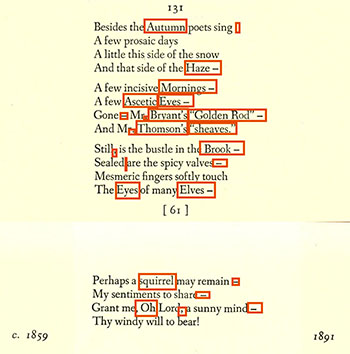 131
Besides the Autumn poets sing
A few prosaic days
A little this side of the snow
And that side of the Haze –
A few incisive Mornings –
A few Ascetic Eyes –
Gone – Mr. Bryant's "Golden Rod" –
And Mr. Thomson's "sheaves."
Still, is the bustle in the Brook –
Sealed are the spicy valves –
Mesmeric fingers softly touch
The Eyes of many Elves –
[ 61 ]
Perhaps a squirrel may remain –
My sentiments to share –
Grant me, Oh Lord, a sunny mind –
Thy windy will to bear!
c. 1859 1891